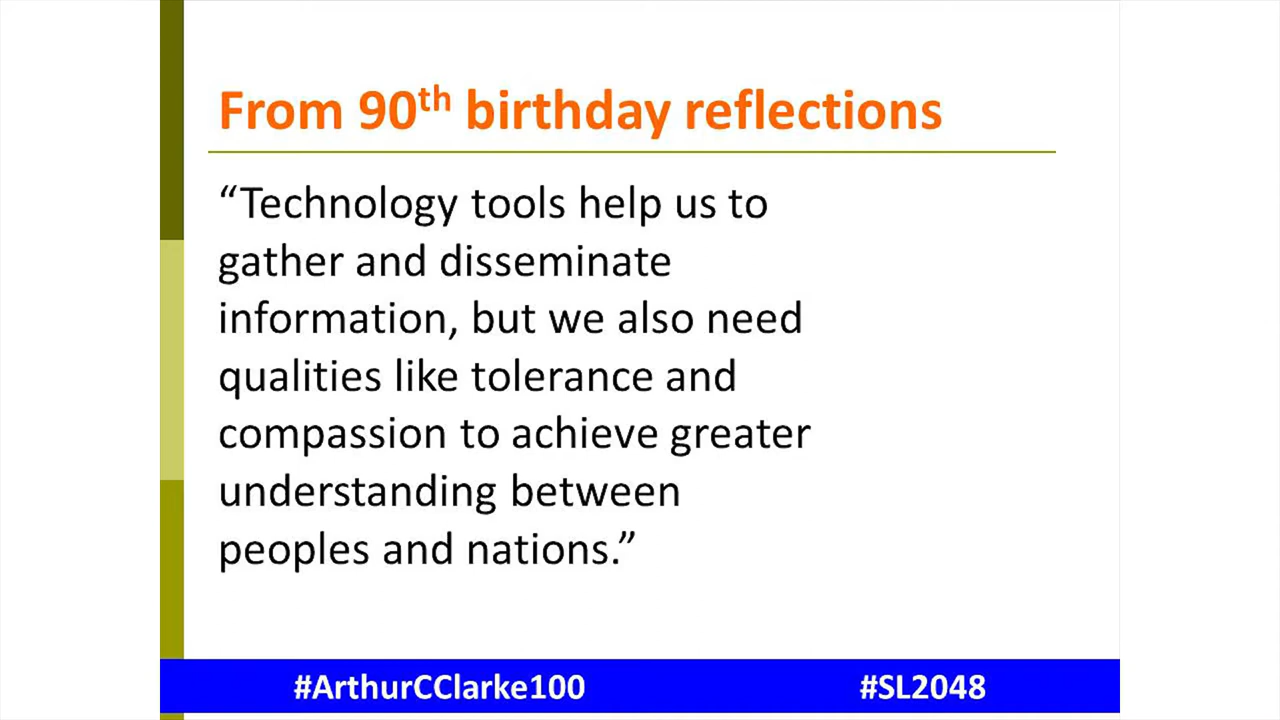 From 90th birthday reflections
“Technology tools help us to
gather and disseminate
information, but we also need
qualities like tolerance and
compassion to achieve greater
understanding between
peoples and nations.”
#ArthurCClarke100 #SL2048